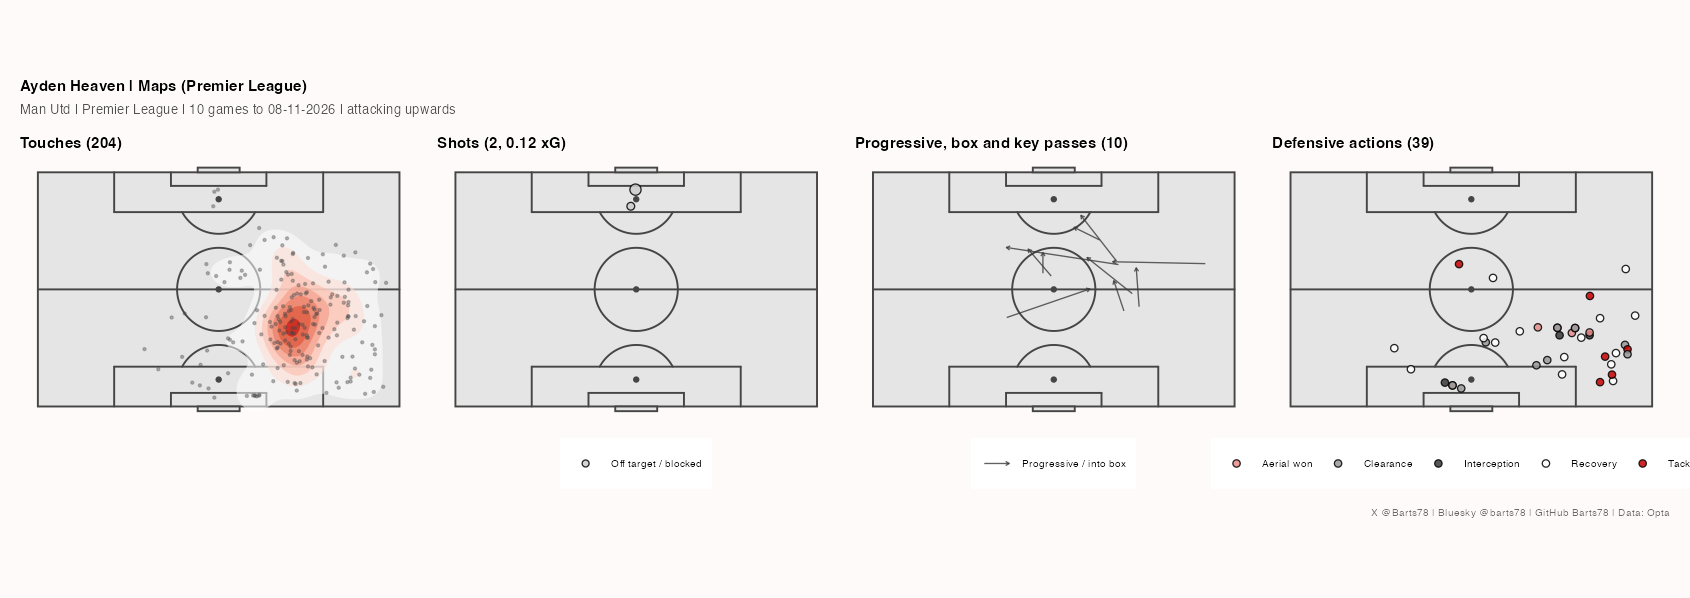 Ayden Heaven | Maps (Premier League)
Man Utd | Premier League | 10 games to 08-11-2026 | attacking upwards
Touches (204)
Shots (2, 0.12 xG)
Progressive, box and key passes (10)
Defensive actions (39)
Off target / blocked
Progressive / into box
Aerial won
Clearance
Interception
Recovery
Tack
X @Barts78 | Bluesky @barts78 | GitHub Barts78 | Data: Opta